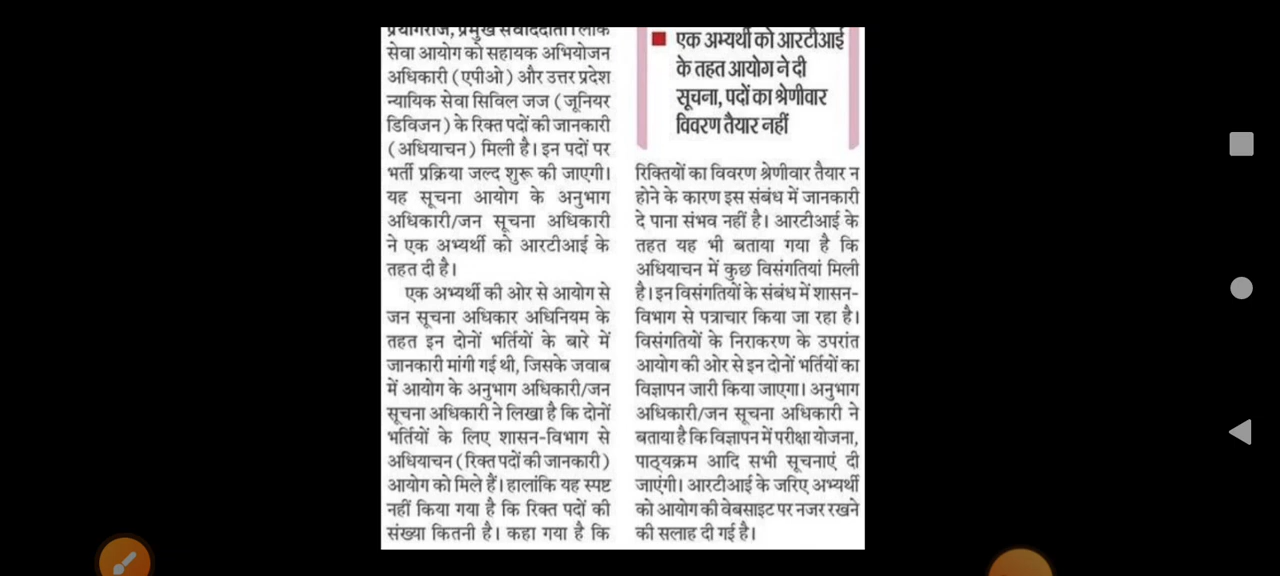 प्रयागराज, प्रमुख संवाददाता। लोक
सेवा आयोग को सहायक अभियोजन
अधिकारी (एपीओ) और उत्तर प्रदेश
न्यायिक सेवा सिविल जज (जूनियर
डिविजन) के रिक्त पदों की जानकारी
(अधियाचन) मिली है। इन पदों पर
भर्ती प्रक्रिया जल्द शुरू की जाएगी।
यह सूचना आयोग के अनुभाग
अधिकारी/जन सूचना अधिकारी
ने एक अभ्यर्थी को आरटीआई के
तहत दी है।
एक अभ्यर्थी की ओर से आयोग से
जन सूचना अधिकार अधिनियम के
तहत इन दोनों भर्तियों के बारे में
जानकारी मांगी गई थी, जिसके जवाब
में आयोग के अनुभाग अधिकारी/जन
सूचना अधिकारी ने लिखा है कि दोनों
भर्तियों के लिए शासन-विभाग से
अधियाचन (रिक्त पदों की जानकारी)
आयोग को मिले हैं। हालांकि यह स्पष्ट
नहीं किया गया है कि रिक्त पदों की
संख्या कितनी है। कहा गया है कि
एक अभ्यर्थी को आरटीआई
के तहत आयोग ने दी
सूचना, पदों का श्रेणीवार
विवरण तैयार नहीं
रिक्तियों का विवरण श्रेणीवार तैयार न
होने के कारण इस संबंध में जानकारी
दे पाना संभव नहीं है। आरटीआई के
तहत यह भी बताया गया है कि
अधियाचन में कुछ विसंगतियां मिली
है। इन विसंगतियों के संबंध में शासन-
विभाग से पत्राचार किया जा रहा है।
विसंगतियों के निराकरण के उपरांत
आयोग की ओर से इन दोनों भर्तियों का
विज्ञापन जारी किया जाएगा। अनुभाग
अधिकारी/जन सूचना अधिकारी ने
बताया है कि विज्ञापन में परीक्षा योजना,
पाठ्यक्रम आदि सभी सूचनाएं दी
जाएंगी। आरटीआई के जरिए अभ्यर्थी
को आयोग की वेबसाइट पर नजर रखने
की सलाह दी गई है।